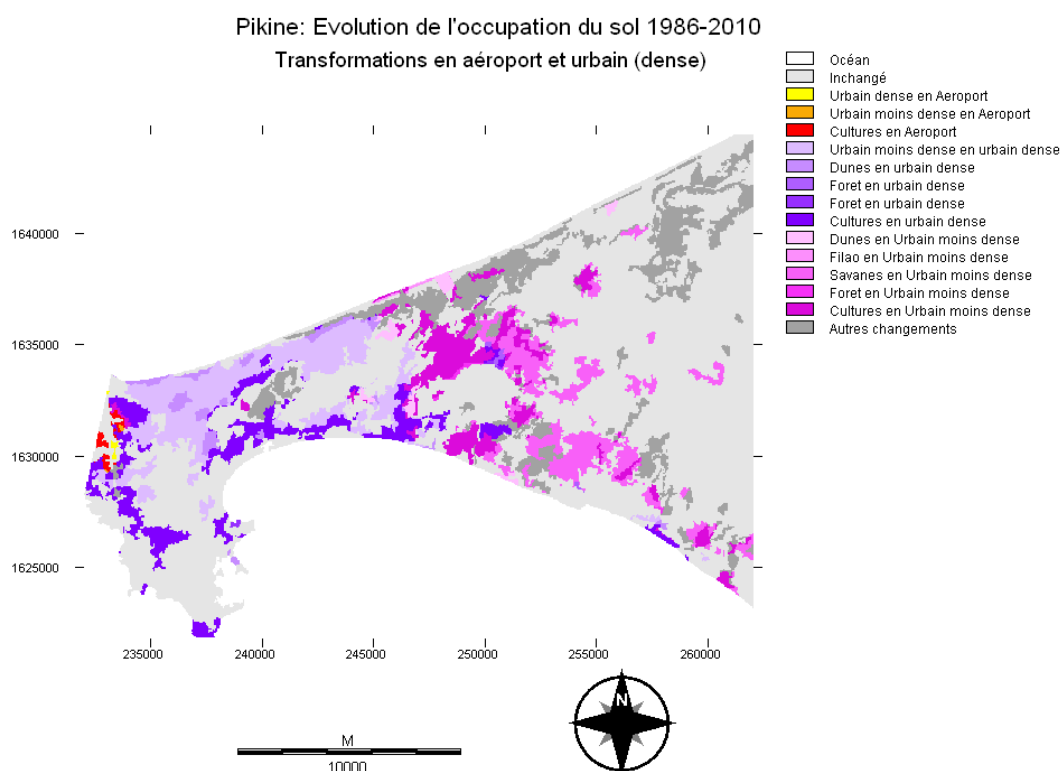 Pikine: Evolution de l'occupation du sol 1986-2010
Transformations en aéroport et urbain (dense)
Océan
Inchangé
Urbain dense en Aeroport
Urbain moins dense en Aeroport
Cultures en Aeroport
Urbain moins dense en urbain dense
Dunes en urbain dense
Foret en urbain dense
Foret en urbain dense
Cultures en urbain dense
Dunes en Urbain moins dense
Filao en Urbain moins dense
Savanes en Urbain moins dense
Foret en Urbain moins dense
Cultures en Urbain moins dense
Autres changements
1640000
1635000
1630000
1625000
235000 240000 245000 250000 255000 260000
N
M
10000